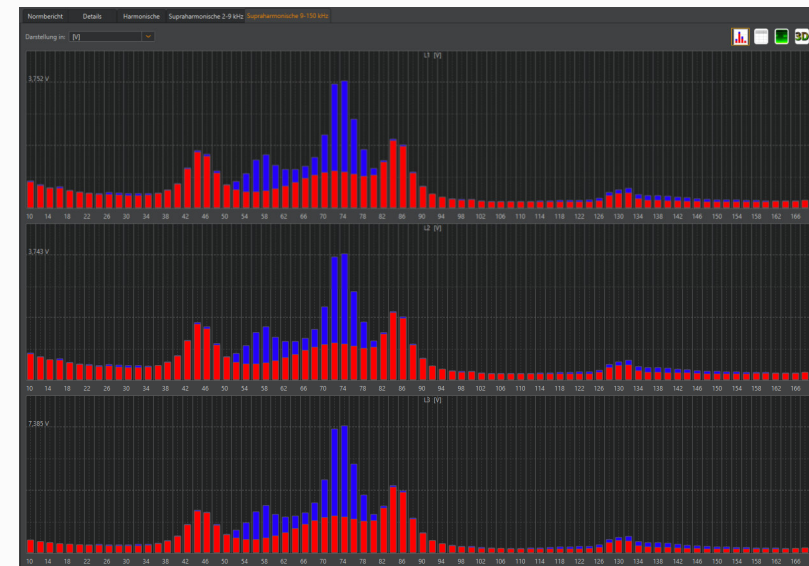 Normbericht Details Harmonische Supraharmonische 2-9 kHz Supraharmonische 9-150 kHz
Darstellung in: [V] 3D
L1 [V]
3,752 V
10 14 18 22 26 30 34 38 42 46 50 54 58 62 66 70 74 78 82 86 90 94 98 102 106 110 114 118 122 126 130 134 138 142 146 150 154 158 162 166
L2 [V]
3,743 V
10 14 18 22 26 30 34 38 42 46 50 54 58 62 66 70 74 78 82 86 90 94 98 102 106 110 114 118 122 126 130 134 138 142 146 150 154 158 162 166
L3 [V]
7,385 V
10 14 18 22 26 30 34 38 42 46 50 54 58 62 66 70 74 78 82 86 90 94 98 102 106 110 114 118 122 126 130 134 138 142 146 150 154 158 162 166